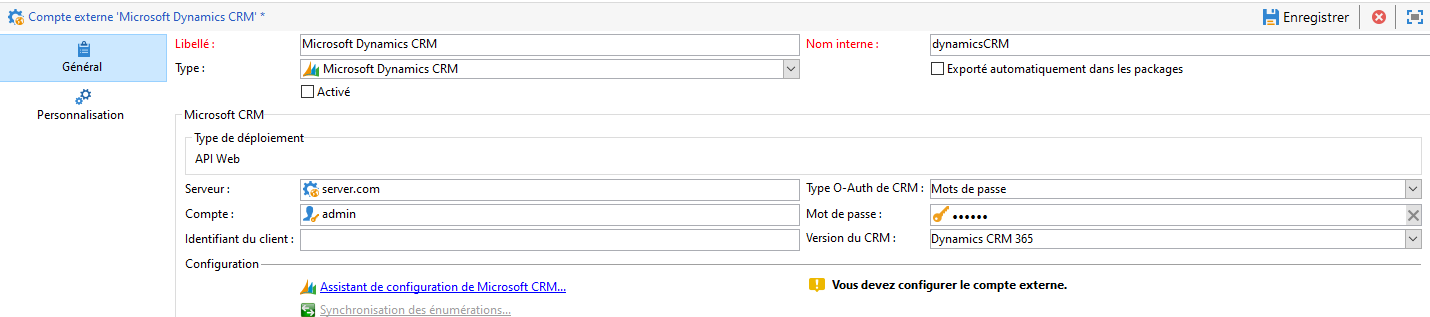 Compte externe 'Microsoft Dynamics CRM' *
Enregistrer
Général
Personnalisation
Libellé :
Microsoft Dynamics CRM
Nom interne :
dynamicsCRM
Type :
Microsoft Dynamics CRM
Exporté automatiquement dans les packages
Activé
Microsoft CRM
Type de déploiement
API Web
Serveur :
server.com
Type O-Auth de CRM :
Mots de passe
Compte :
admin
Mot de passe :
••••••
Identifiant du client :
Version du CRM :
Dynamics CRM 365
Configuration
Assistant de configuration de Microsoft CRM...
Vous devez configurer le compte externe.
Synchronisation des énumérations...